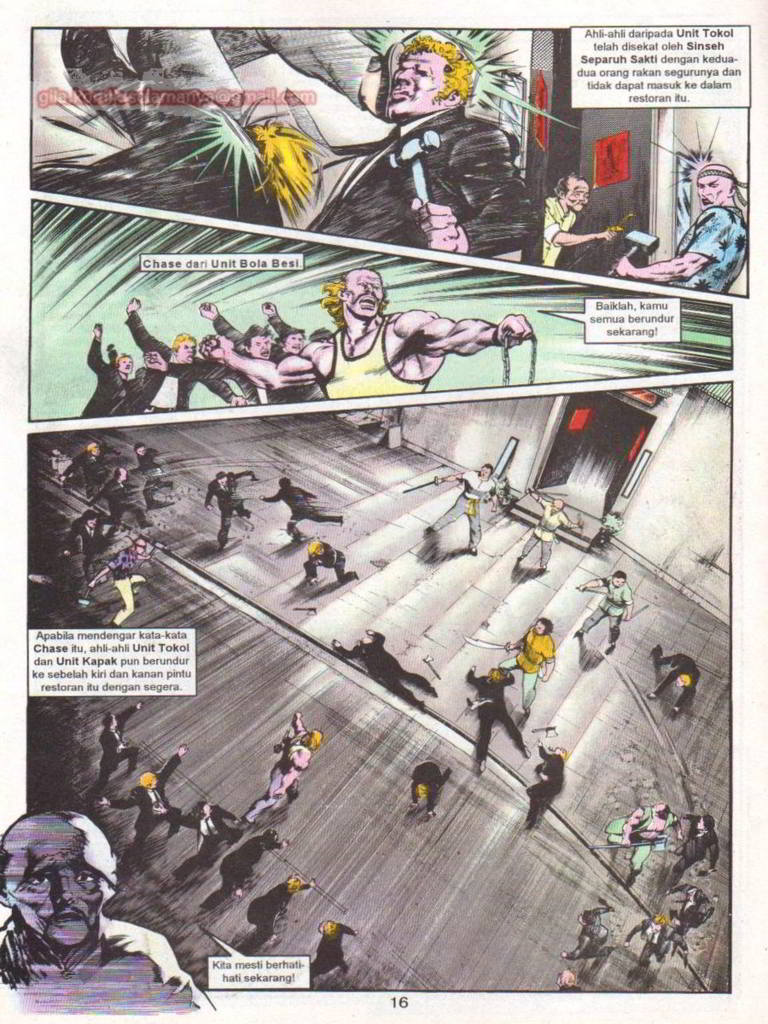 Ahli-ahli daripada Unit Tokol
telah disekat oleh Sinseh
Separuh Sakti dengan kedua-
dua orang rakan segurunya dan
tidak dapat masuk ke dalam
restoran itu.
Chase dari Unit Bola Besi.
Baiklah, kamu
semua berundur
sekarang!
Apabila mendengar kata-kata
Chase itu, ahli-ahli Unit Tokol
dan Unit Kapak pun berundur
ke sebelah kiri dan kanan pintu
restoran itu dengan segera.
Kita mesti berhati-
hati sekarang!
16